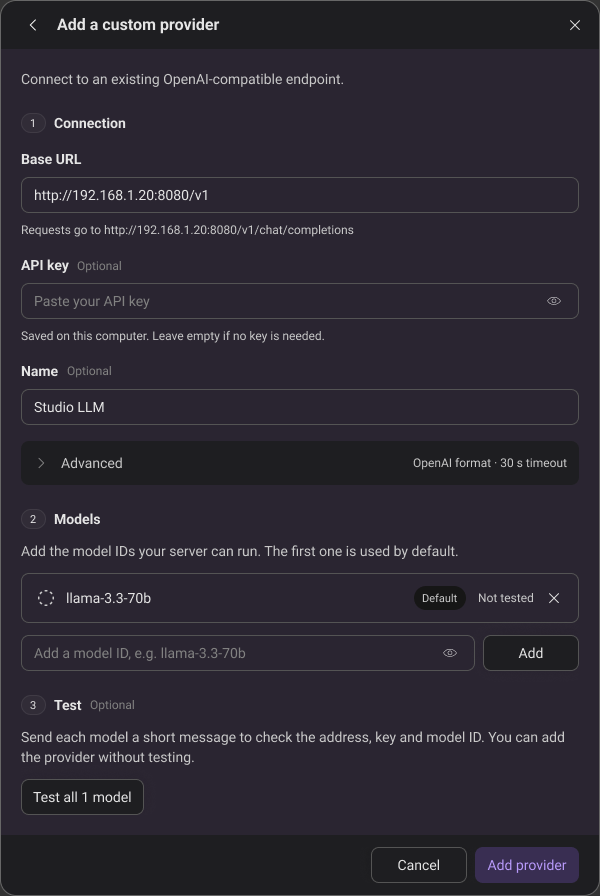 Add a custom provider
Connect to an existing OpenAI-compatible endpoint.
1 Connection
Base URL
http://192.168.1.20:8080/v1
Requests go to http://192.168.1.20:8080/v1/chat/completions
API key Optional
Paste your API key
Saved on this computer. Leave empty if no key is needed.
Name Optional
Studio LLM
Advanced OpenAI format · 30 s timeout
2 Models
Add the model IDs your server can run. The first one is used by default.
llama-3.3-70b Default Not tested
Add a model ID, e.g. llama-3.3-70b Add
3 Test Optional
Send each model a short message to check the address, key and model ID. You can add
the provider without testing.
Test all 1 model
Cancel Add provider